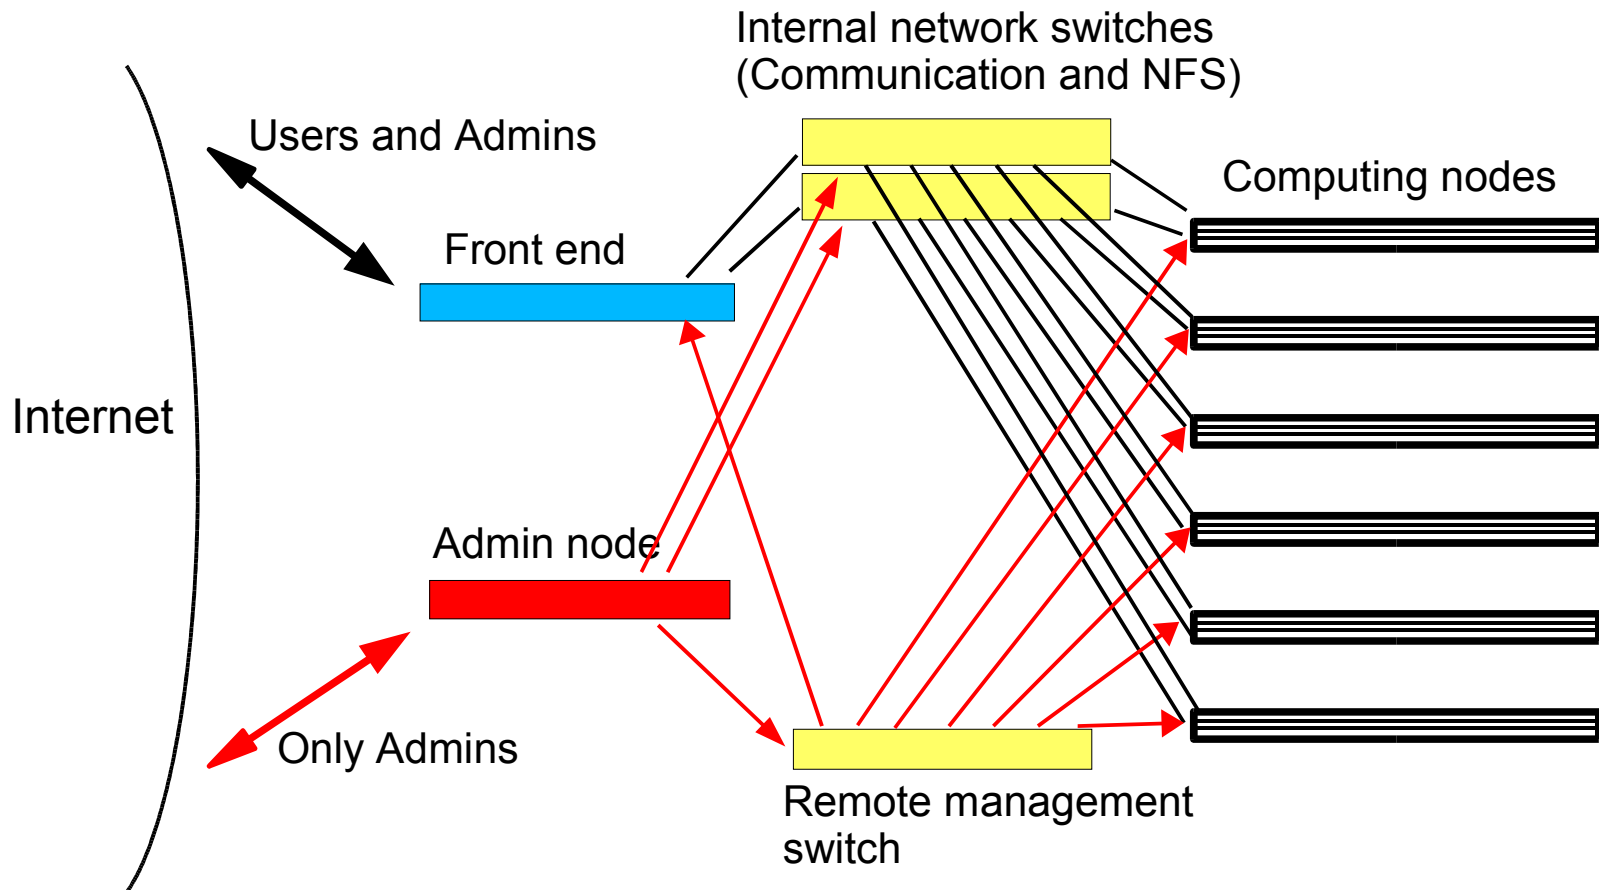 Internal network switches
(Communication and NFS)
Users and Admins
Computing nodes
Front end
Internet
Admin node
Only Admins
Remote management
switch